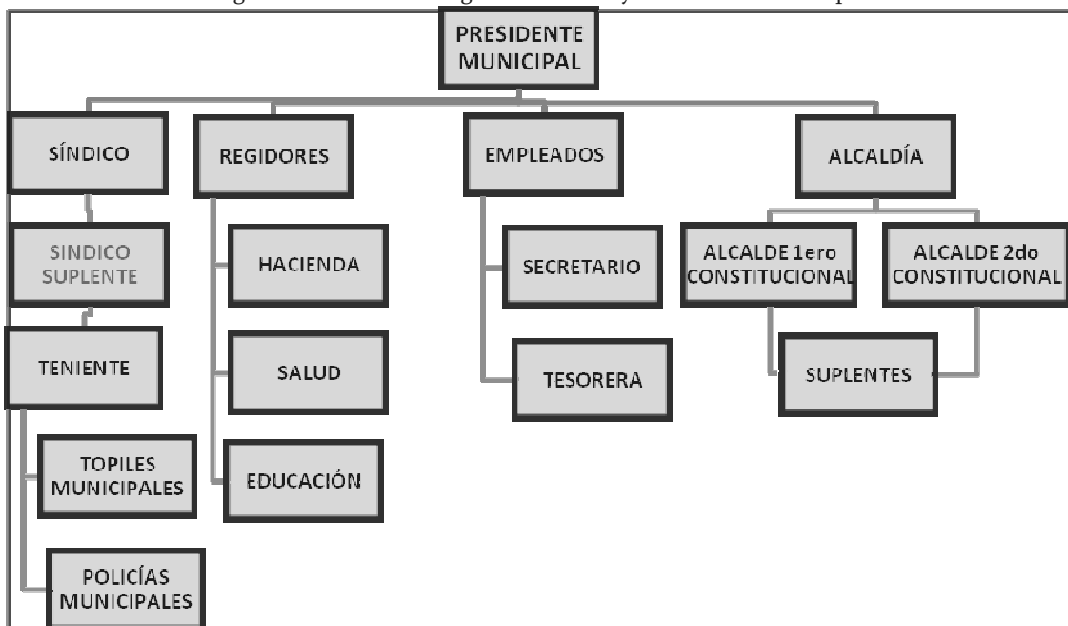 PRESIDENTE
MUNICIPAL
SÍNDICO
REGIDORES
EMPLEADOS
ALCALDÍA
SINDICO
SUPLENTE
HACIENDA
SECRETARIO
ALCALDE 1ero
CONSTITUCIONAL
ALCALDE 2do
CONSTITUCIONAL
TENIENTE
SALUD
TESORERA
SUPLENTES
TOPILES
MUNICIPALES
EDUCACIÓN
POLICÍAS
MUNICIPALES